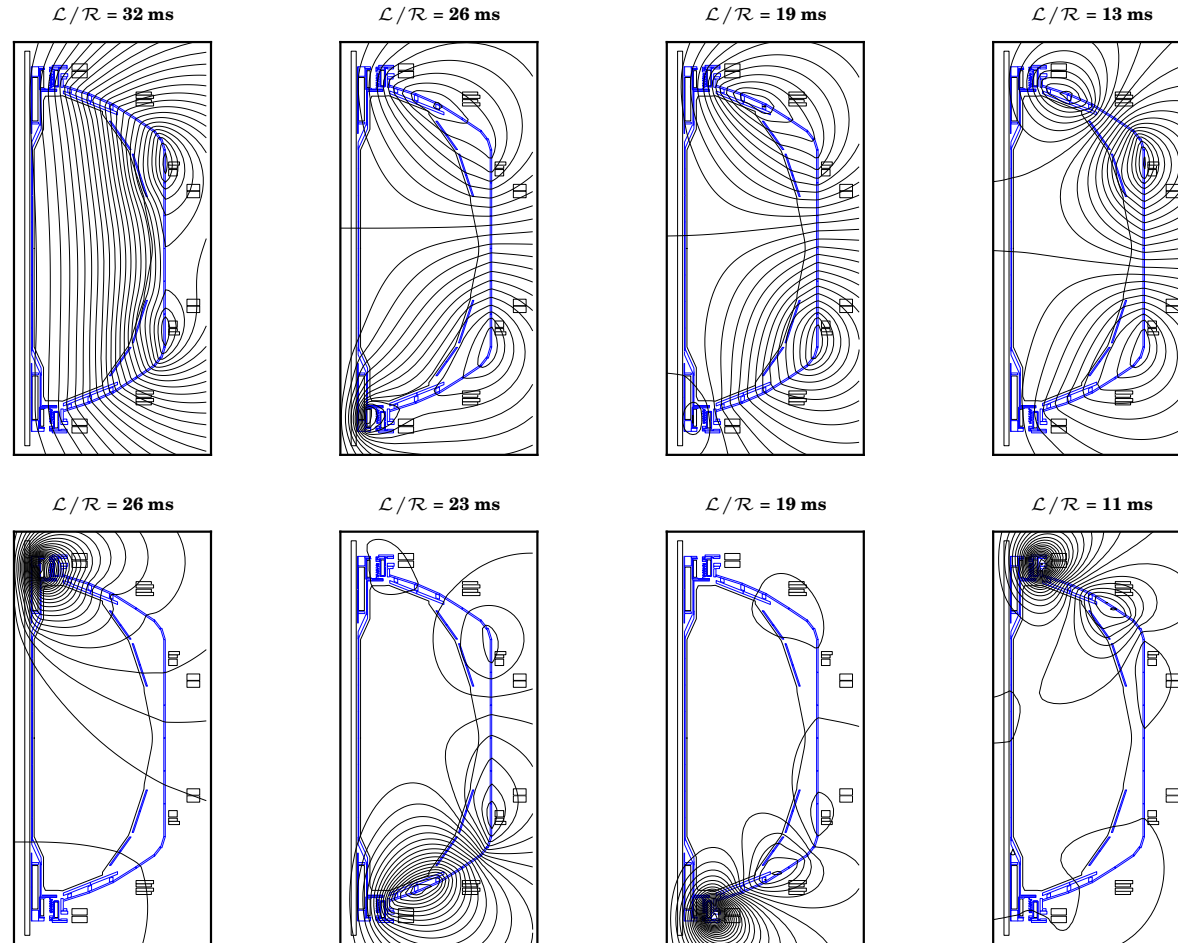 ℒ/ℛ = 32 ms
ℒ/ℛ = 26 ms
ℒ/ℛ = 19 ms
ℒ/ℛ = 13 ms
ℒ/ℛ = 26 ms
ℒ/ℛ = 23 ms
ℒ/ℛ = 19 ms
ℒ/ℛ = 11 ms